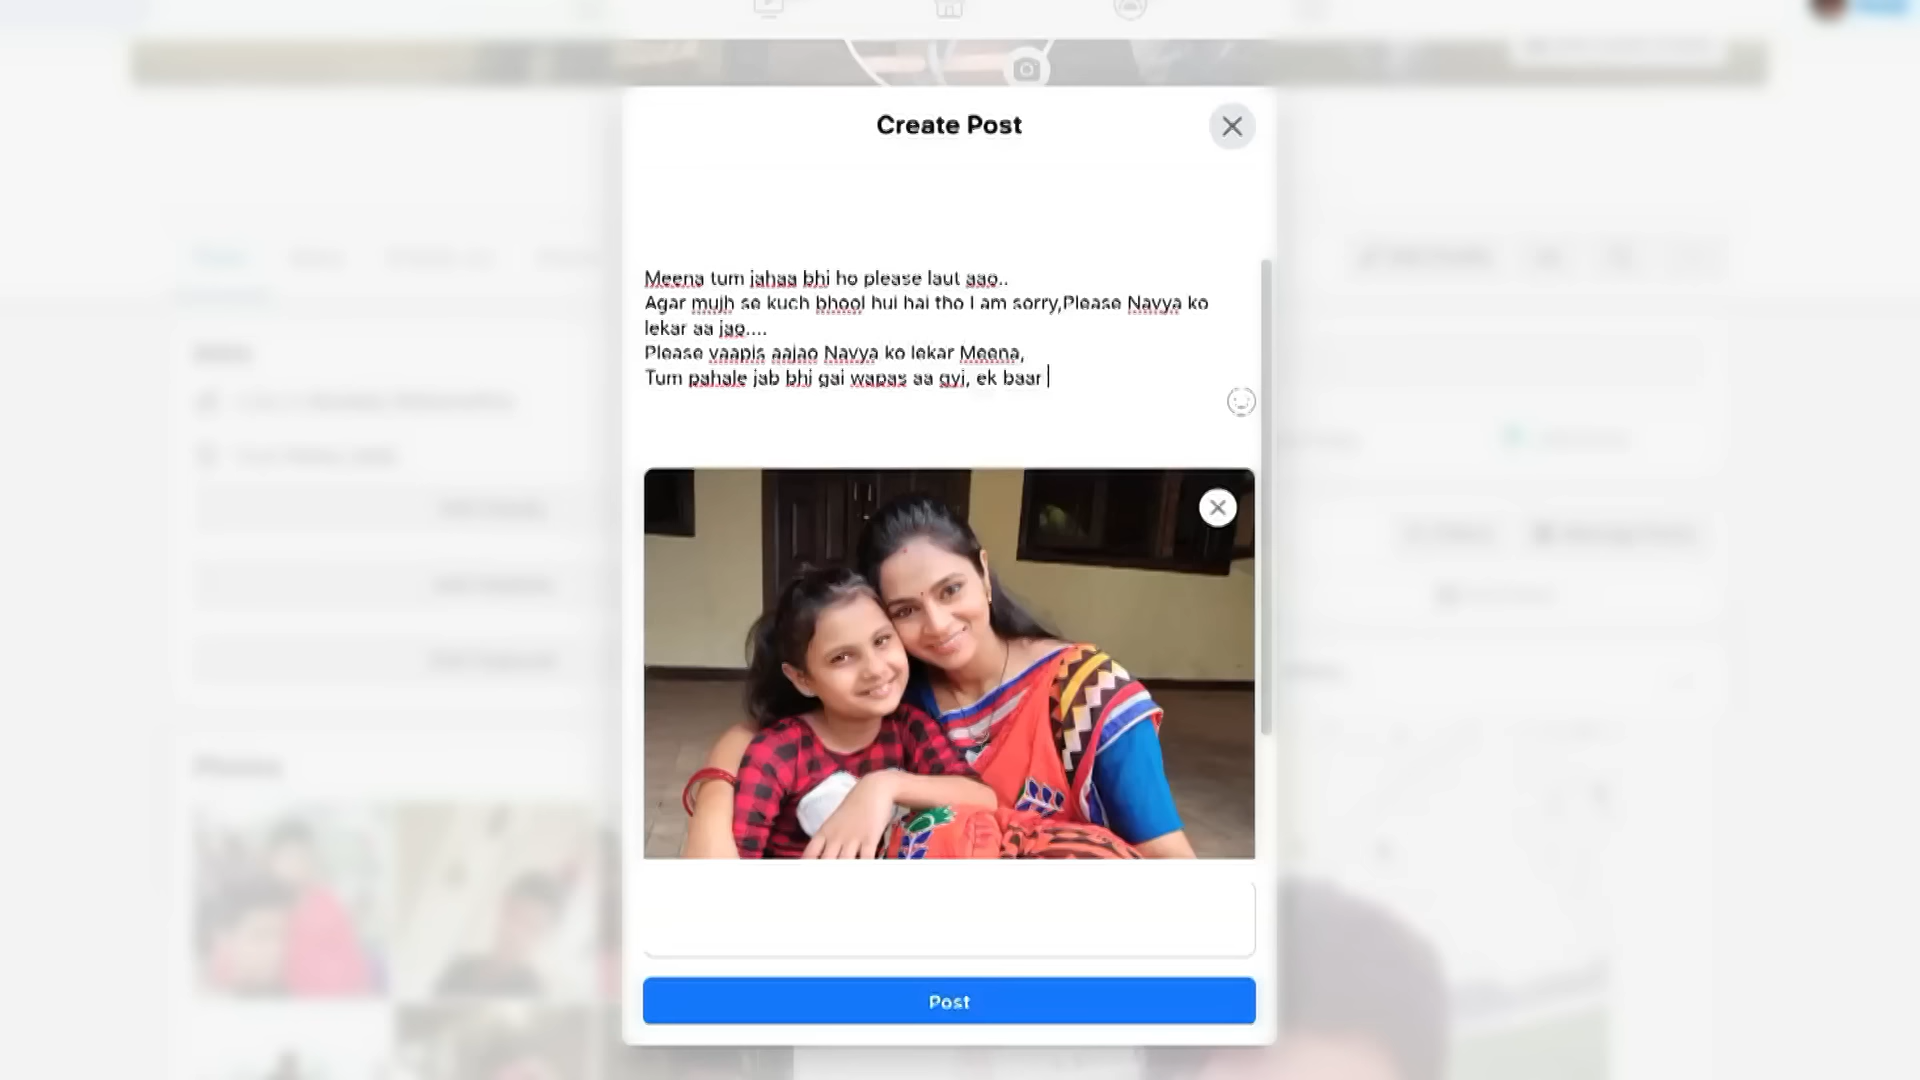 Create Post
Meena tum jahaa bhi ho please laut aao..
Agar mujh se kuch bhool hui hai tho I am sorry,Please Navya ko
lekar aa jao....
Please vaapis aajao Navya ko lekar Meena,
Tum pahale jab bhi gai wapas aa gyi, ek baar
Post